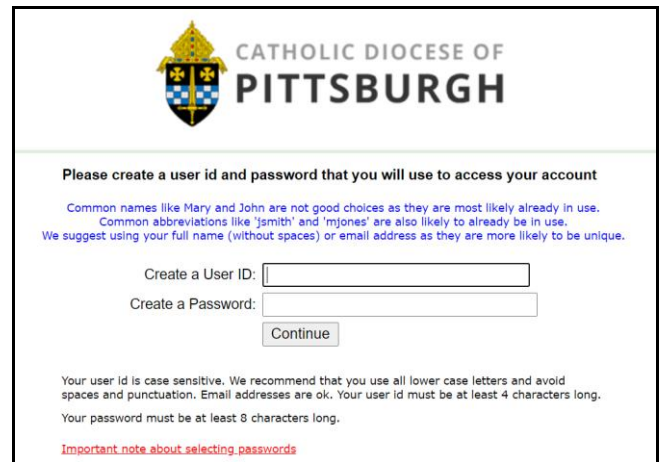 CATHOLIC DIOCESE OF
PITTSBURGH
Please create a user id and password that you will use to access your account
Common names like Mary and John are not good choices as they are most likely already in use.
Common abbreviations like 'jsmith' and 'mjones' are also likely to already be in use.
We suggest using your full name (without spaces) or email address as they are more likely to be unique.
Create a User ID:
Create a Password:
Continue
Your user id is case sensitive. We recommend that you use all lower case letters and avoid
spaces and punctuation. Email addresses are ok. Your user id must be at least 4 characters long.
Your password must be at least 8 characters long.
Important note about selecting passwords